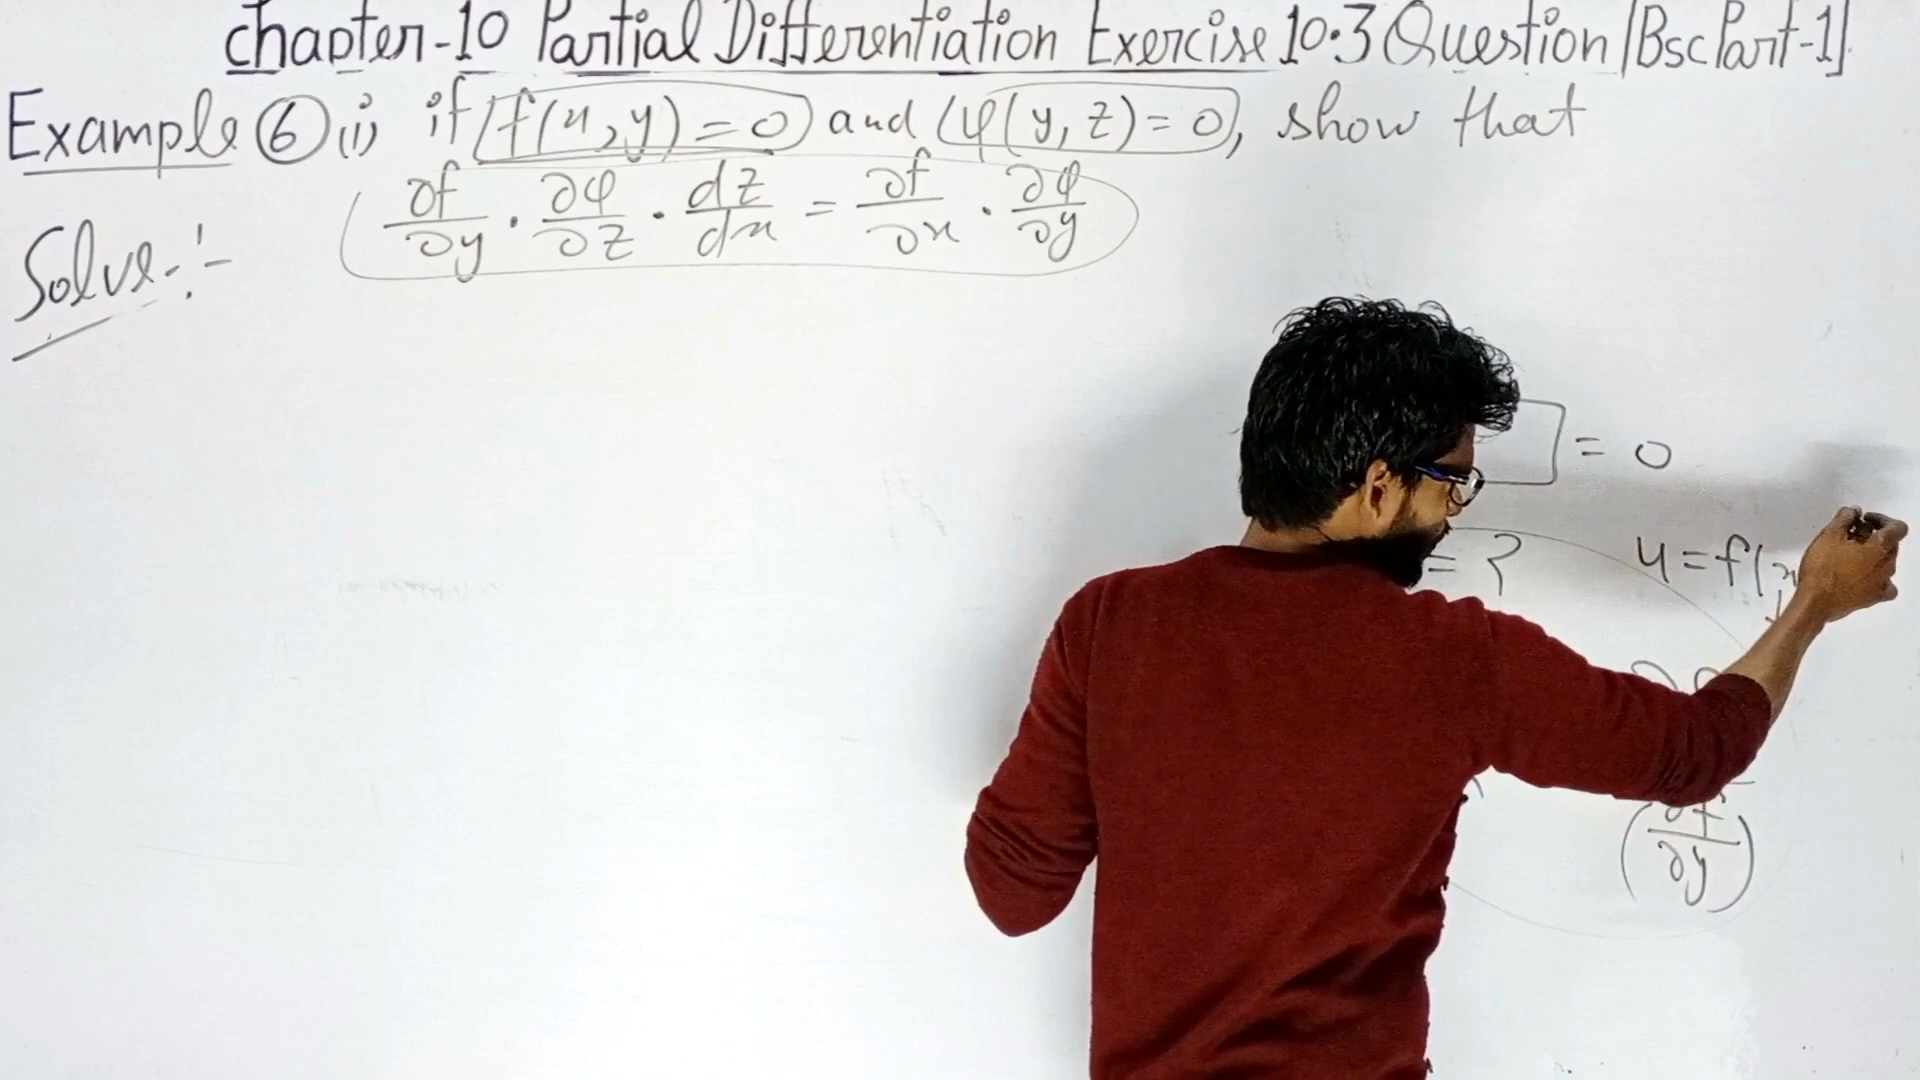 chapter-10 Partial Differentiation Exercise 10.3 Question [Bsc Part-1]
Example ⑥ (i) if f(x,y)=0 and φ(y,z)=0, show that
∂f/∂y · ∂φ/∂z · dz/dx = ∂f/∂x · ∂φ/∂y
Solve:-
= 0
= ? u=f(x
(∂f/∂y)